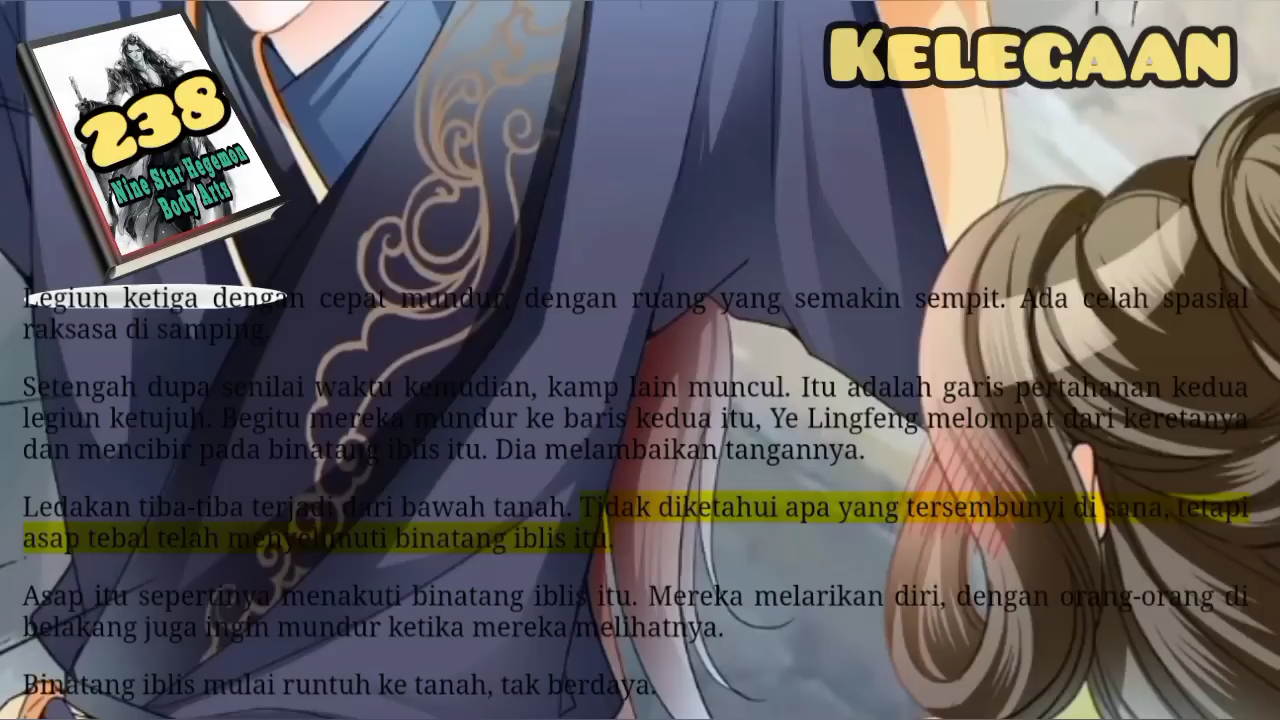 KELEGAAN
238
Nine Star Hegemon
Body Arts
Legiun ketiga dengan cepat mundur, dengan ruang yang semakin sempit. Ada celah spasial
raksasa di samping.
Setengah dupa senilai waktu kemudian, kamp lain muncul. Itu adalah garis pertahanan kedua
legiun ketujuh. Begitu mereka mundur ke baris kedua itu, Ye Lingfeng melompat dari keretanya
dan mencibir pada binatang iblis itu. Dia melambaikan tangannya.
Ledakan tiba-tiba terjadi dari bawah tanah. Tidak diketahui apa yang tersembunyi di sana, tetapi
asap tebal telah menyelimuti binatang iblis itu.
Asap itu sepertinya menakuti binatang iblis itu. Mereka melarikan diri, dengan orang-orang di
belakang juga ingin mundur ketika mereka melihatnya.
Binatang iblis mulai runtuh ke tanah, tak berdaya.